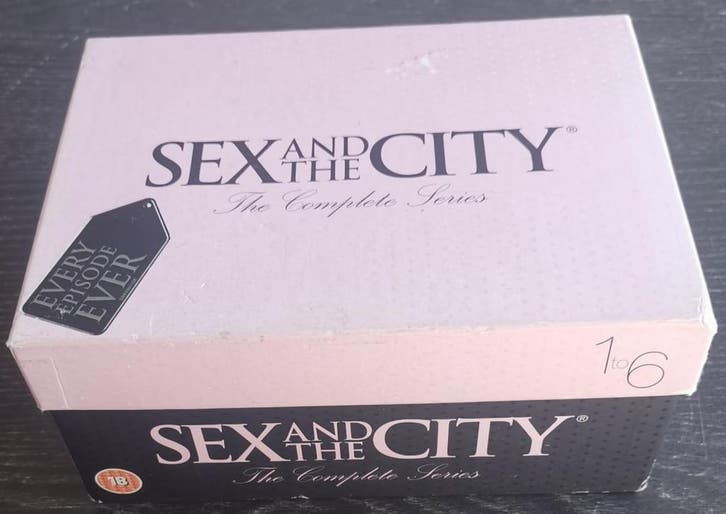 SEX AND THE CITY®
The Complete Series
EVERY
EPISODE
EVER
1 to 6
SEX AND THE CITY®
The Complete Series
18